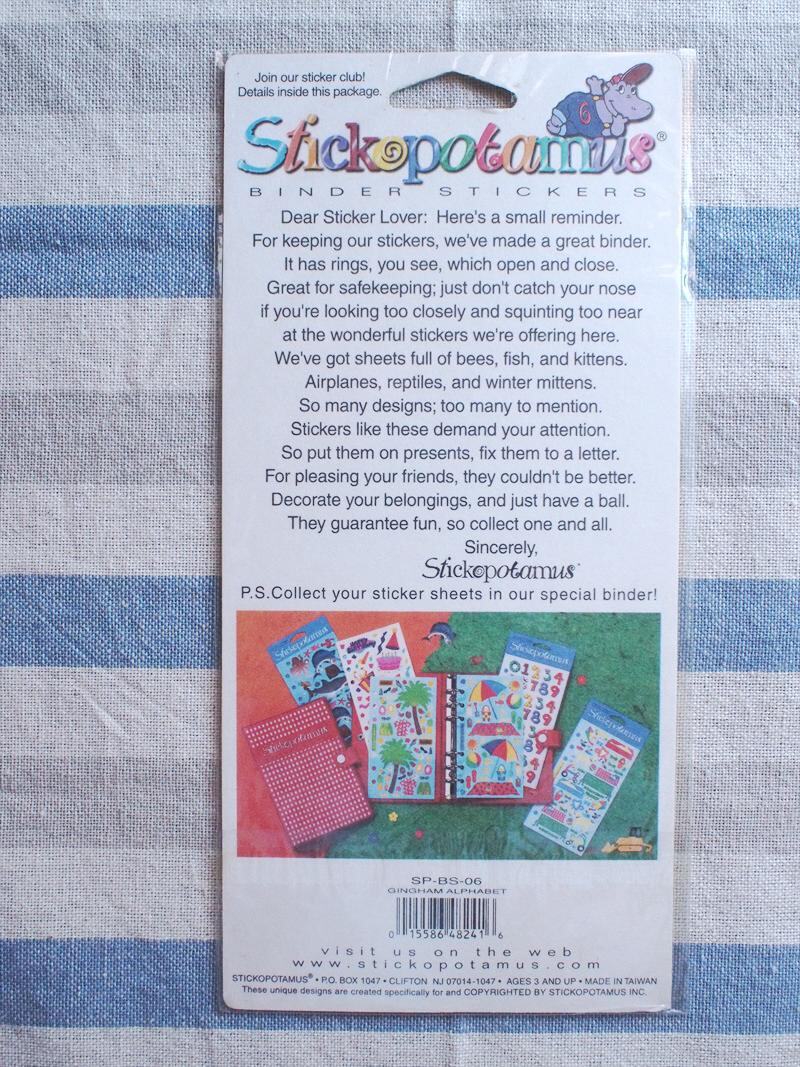 Join our sticker club!
Details inside this package.
6
Stickopotamus®
BINDER STICKERS
Dear Sticker Lover: Here's a small reminder.
For keeping our stickers, we've made a great binder.
It has rings, you see, which open and close.
Great for safekeeping; just don't catch your nose
if you're looking too closely and squinting too near
at the wonderful stickers we're offering here.
We've got sheets full of bees, fish, and kittens.
Airplanes, reptiles, and winter mittens.
So many designs; too many to mention.
Stickers like these demand your attention.
So put them on presents, fix them to a letter.
For pleasing your friends, they couldn't be better.
Decorate your belongings, and just have a ball.
They guarantee fun, so collect one and all.
Sincerely,
Stickopotamus
P.S.Collect your sticker sheets in our special binder!
Stickopotamus
Stickopotamus
Stickopotamus
Stickopotamus
SP-BS-06
GINGHAM ALPHABET
0 15586 48241 6
visit us on the web
www.stickopotamus.com
STICKOPOTAMUS® • P.O. BOX 1047 • CLIFTON NJ 07014-1047 • AGES 3 AND UP • MADE IN TAIWAN
These unique designs are created specifically for and COPYRIGHTED BY STICKOPOTAMUS INC.